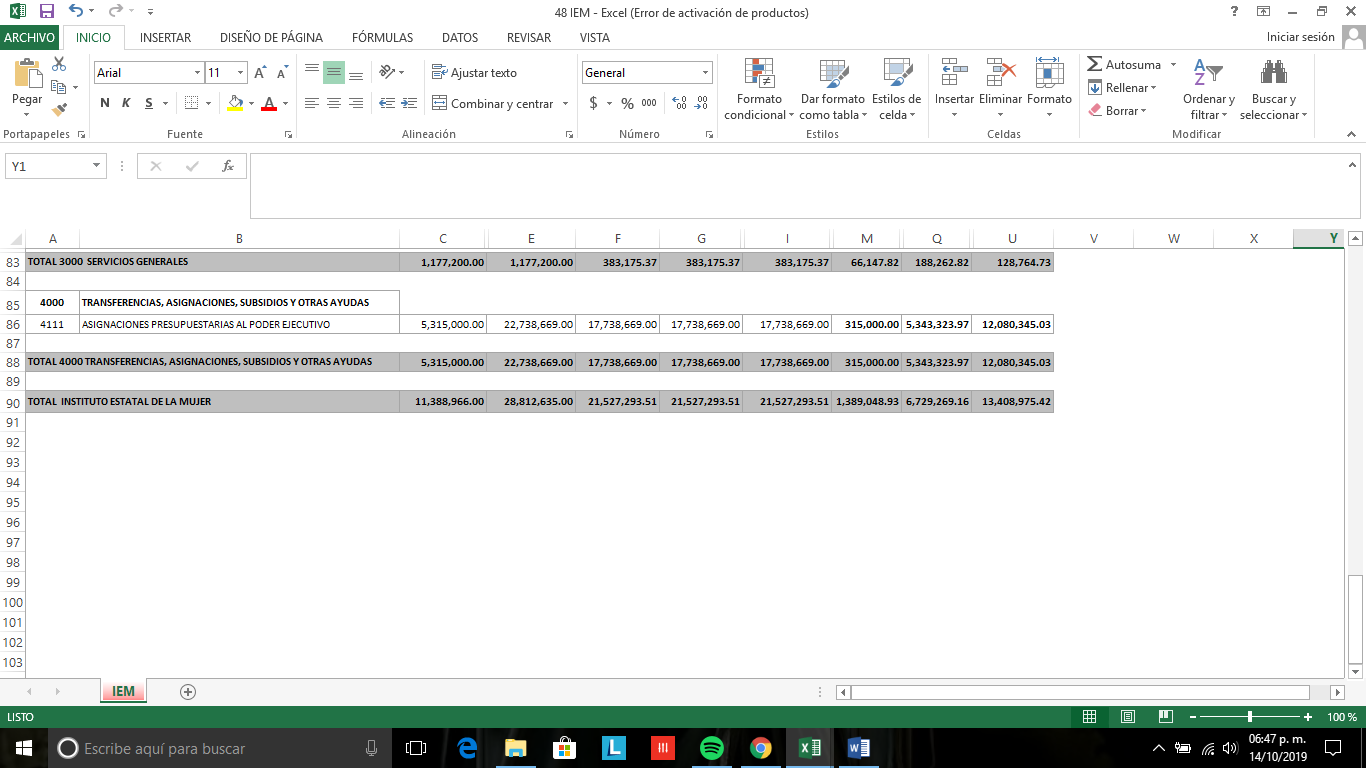 48 IEM - Excel (Error de activación de productos)
ARCHIVO INICIO INSERTAR DISEÑO DE PÁGINA FÓRMULAS DATOS REVISAR VISTA Iniciar sesión
Pegar
Portapapeles
Arial 11
N K S
Fuente
Ajustar texto
Combinar y centrar
Alineación
General
$ % 000
Número
Formato condicional
Dar formato como tabla
Estilos de celda
Estilos
Insertar Eliminar Formato
Celdas
Autosuma
Rellenar
Borrar
Ordenar y filtrar
Buscar y seleccionar
Modificar
Y1 fx
A B C E F G I M Q U V W X Y
83 TOTAL 3000 SERVICIOS GENERALES 1,177,200.00 1,177,200.00 383,175.37 383,175.37 383,175.37 66,147.82 188,262.82 128,764.73
84
85 4000 TRANSFERENCIAS, ASIGNACIONES, SUBSIDIOS Y OTRAS AYUDAS
86 4111 ASIGNACIONES PRESUPUESTARIAS AL PODER EJECUTIVO 5,315,000.00 22,738,669.00 17,738,669.00 17,738,669.00 17,738,669.00 315,000.00 5,343,323.97 12,080,345.03
87
88 TOTAL 4000 TRANSFERENCIAS, ASIGNACIONES, SUBSIDIOS Y OTRAS AYUDAS 5,315,000.00 22,738,669.00 17,738,669.00 17,738,669.00 17,738,669.00 315,000.00 5,343,323.97 12,080,345.03
89
90 TOTAL INSTITUTO ESTATAL DE LA MUJER 11,388,966.00 28,812,635.00 21,527,293.51 21,527,293.51 21,527,293.51 1,389,048.93 6,729,269.16 13,408,975.42
91
92
93
94
95
96
97
98
99
100
101
102
103
IEM
LISTO 100 %
Escribe aquí para buscar
06:47 p. m.
14/10/2019